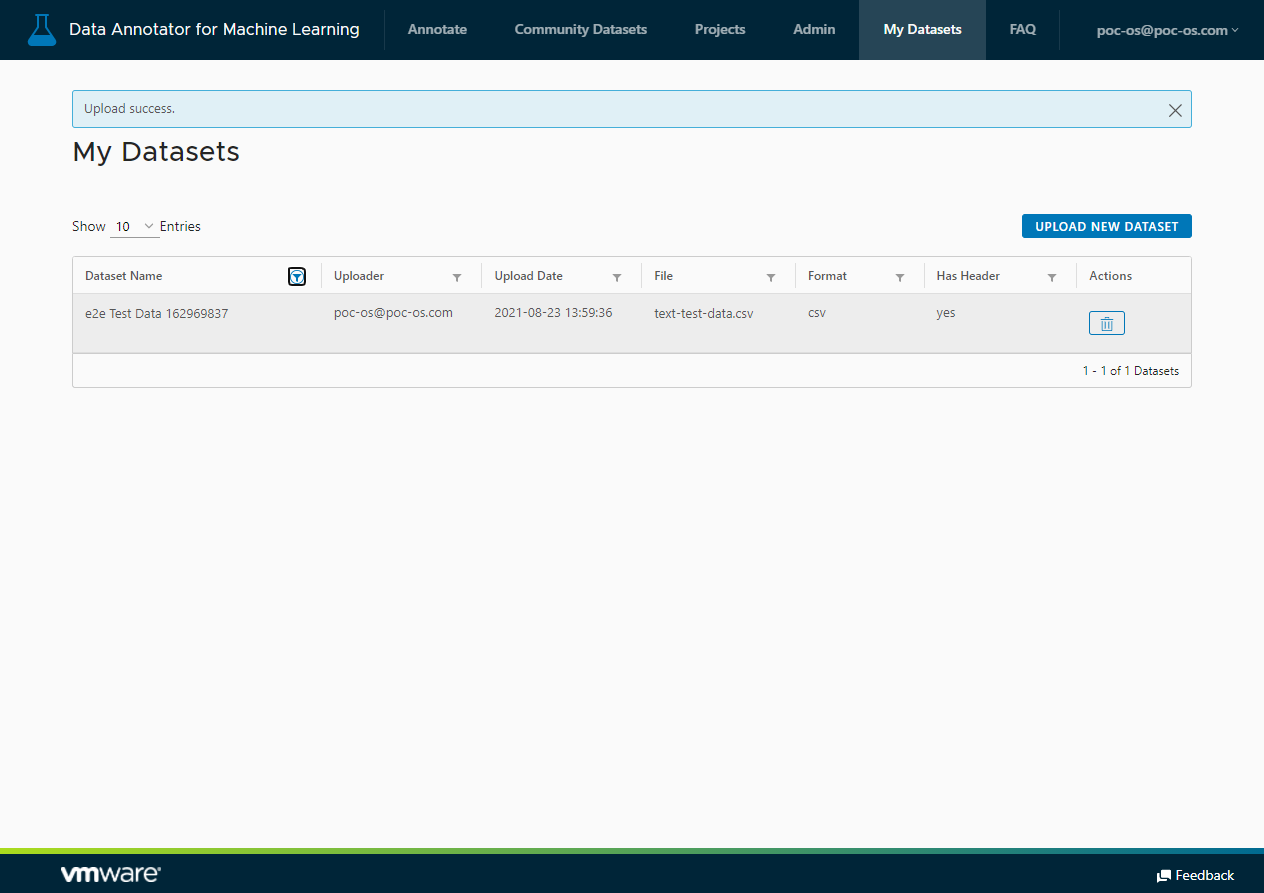 Data Annotator for Machine Learning Annotate Community Datasets Projects Admin My Datasets FAQ poc-os@poc-os.com
Upload success.
My Datasets
Show 10 Entries UPLOAD NEW DATASET
Dataset Name Uploader Upload Date File Format Has Header Actions
e2e Test Data 162969837 poc-os@poc-os.com 2021-08-23 13:59:36 text-test-data.csv csv yes
1 - 1 of 1 Datasets
vmware Feedback